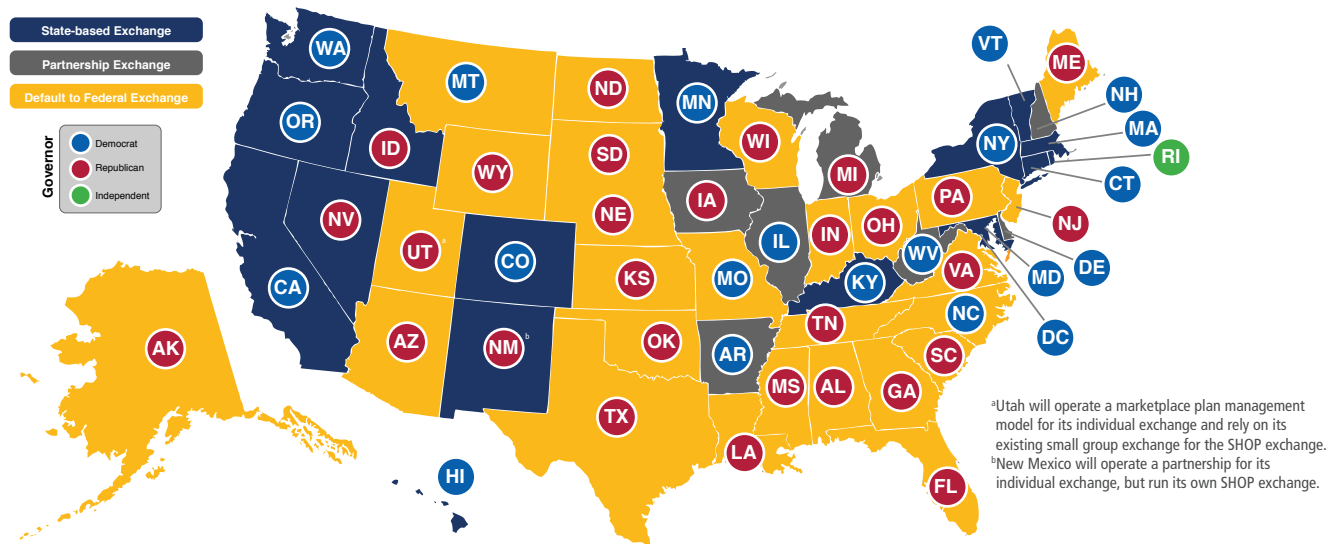 State-based Exchange
Partnership Exchange
Default to Federal Exchange
Governor
Democrat
Republican
Independent
WA
MT
ND
MN
VT
ME
OR
ID
WY
SD
WI
MI
NY
NH
MA
RI
CT
NV
UT a
CO
NE
IA
IL
IN
OH
PA
NJ
CA
KS
MO
KY
WV
VA
DE
MD
DC
AK
AZ
NM b
OK
AR
TN
NC
SC
TX
LA
MS
AL
GA
FL
HI
aUtah will operate a marketplace plan management
model for its individual exchange and rely on its
existing small group exchange for the SHOP exchange.
bNew Mexico will operate a partnership for its
individual exchange, but run its own SHOP exchange.